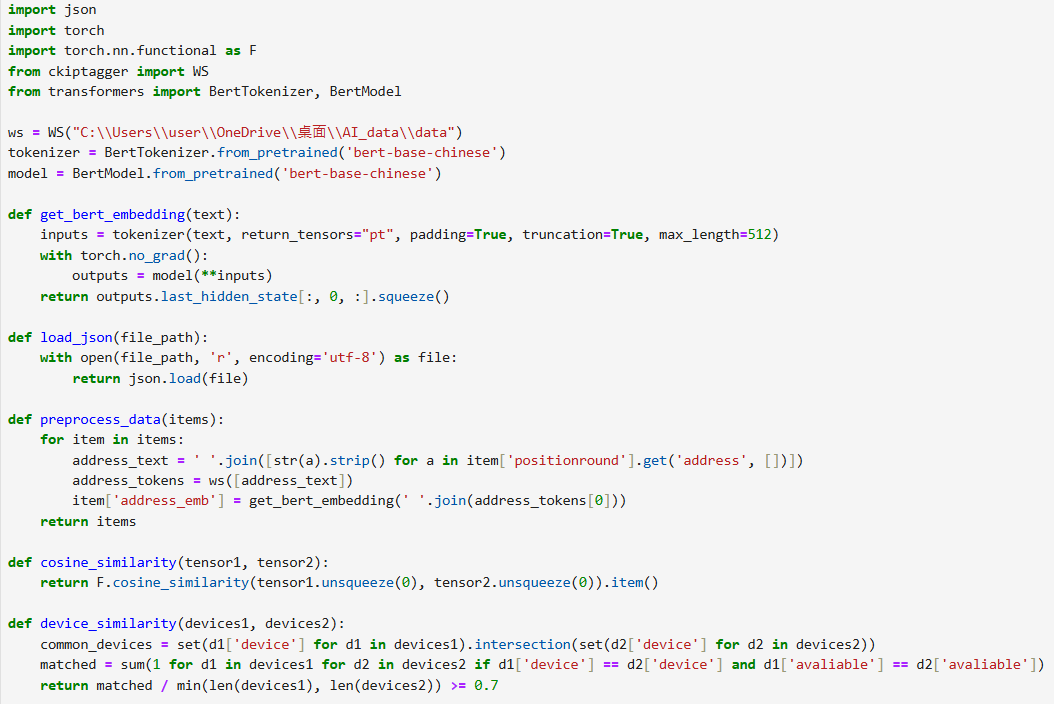 import json
import torch
import torch.nn.functional as F
from ckiptagger import WS
from transformers import BertTokenizer, BertModel

ws = WS("C:\\Users\\user\\OneDrive\\桌面\\AI_data\\data")
tokenizer = BertTokenizer.from_pretrained('bert-base-chinese')
model = BertModel.from_pretrained('bert-base-chinese')

def get_bert_embedding(text):
    inputs = tokenizer(text, return_tensors="pt", padding=True, truncation=True, max_length=512)
    with torch.no_grad():
        outputs = model(**inputs)
    return outputs.last_hidden_state[:, 0, :].squeeze()

def load_json(file_path):
    with open(file_path, 'r', encoding='utf-8') as file:
        return json.load(file)

def preprocess_data(items):
    for item in items:
        address_text = ' '.join([str(a).strip() for a in item['positionround'].get('address', [])])
        address_tokens = ws([address_text])
        item['address_emb'] = get_bert_embedding(' '.join(address_tokens[0]))
    return items

def cosine_similarity(tensor1, tensor2):
    return F.cosine_similarity(tensor1.unsqueeze(0), tensor2.unsqueeze(0)).item()

def device_similarity(devices1, devices2):
    common_devices = set(d1['device'] for d1 in devices1).intersection(set(d2['device'] for d2 in devices2))
    matched = sum(1 for d1 in devices1 for d2 in devices2 if d1['device'] == d2['device'] and d1['avaliable'] == d2['avaliable'])
    return matched / min(len(devices1), len(devices2)) >= 0.7